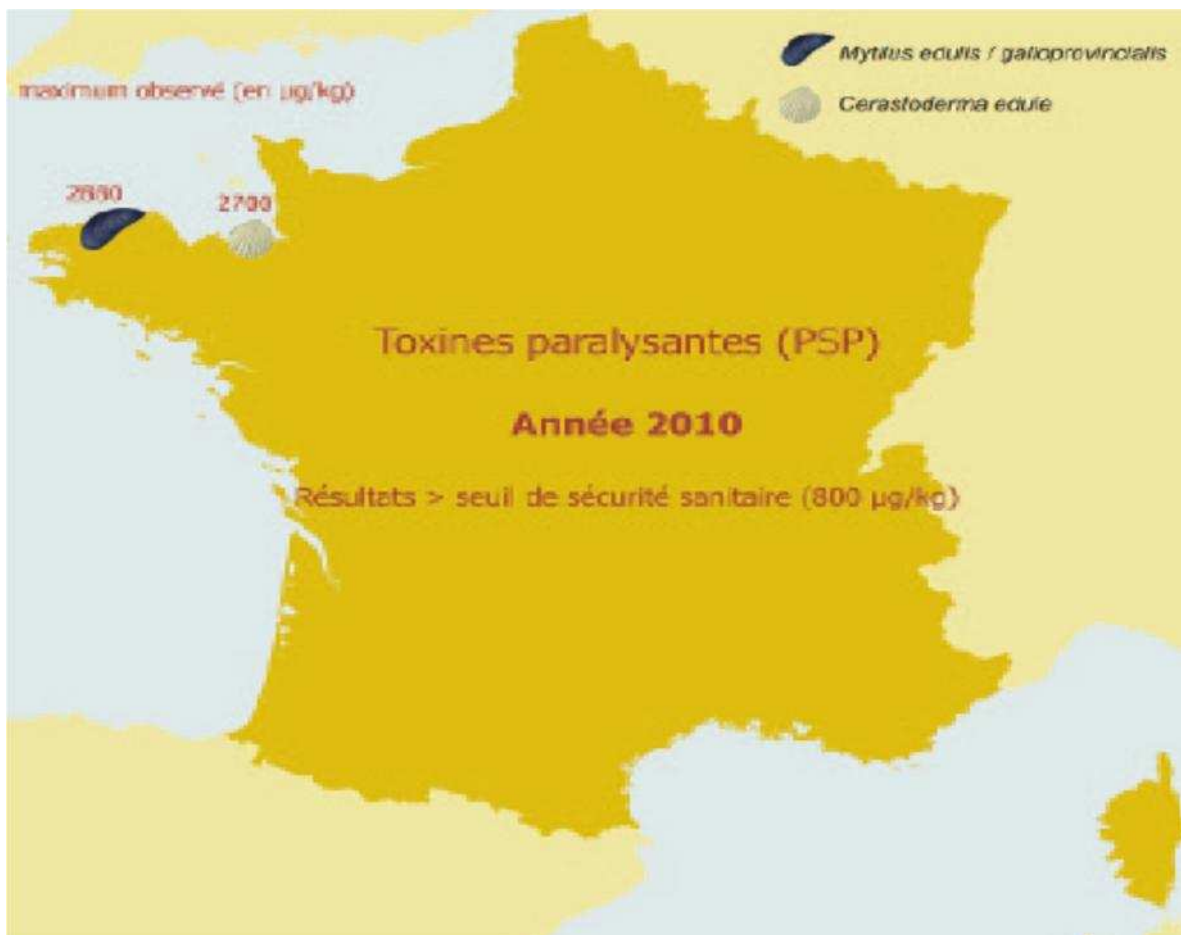 Mytilus edulis / galloprovincialis
maximum observé (en µg/kg)
Cerastoderma edule
2880
2700
Toxines paralysantes (PSP)
Année 2010
Résultats > seuil de sécurité sanitaire (800 µg/kg)